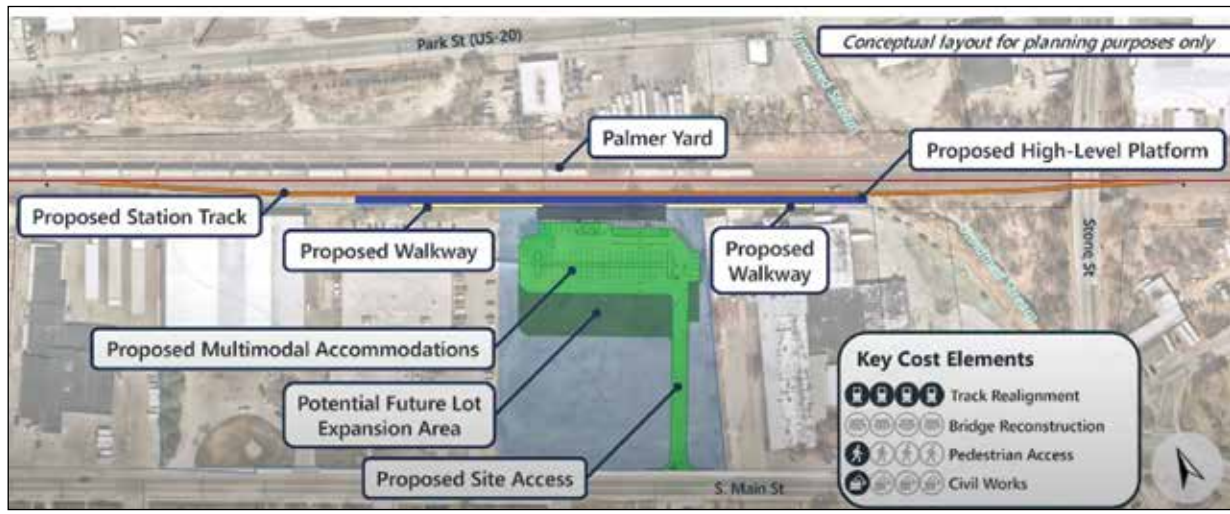 Park St (US-20)
Conceptual layout for planning purposes only
Unnamed Stream
Palmer Yard
Proposed High-Level Platform
Proposed Station Track
Proposed Walkway
Proposed
Walkway
Stone St
Proposed Multimodal Accommodations
Potential Future Lot
Expansion Area
Proposed Site Access
S. Main St
Key Cost Elements
Track Realignment
Bridge Reconstruction
Pedestrian Access
Civil Works